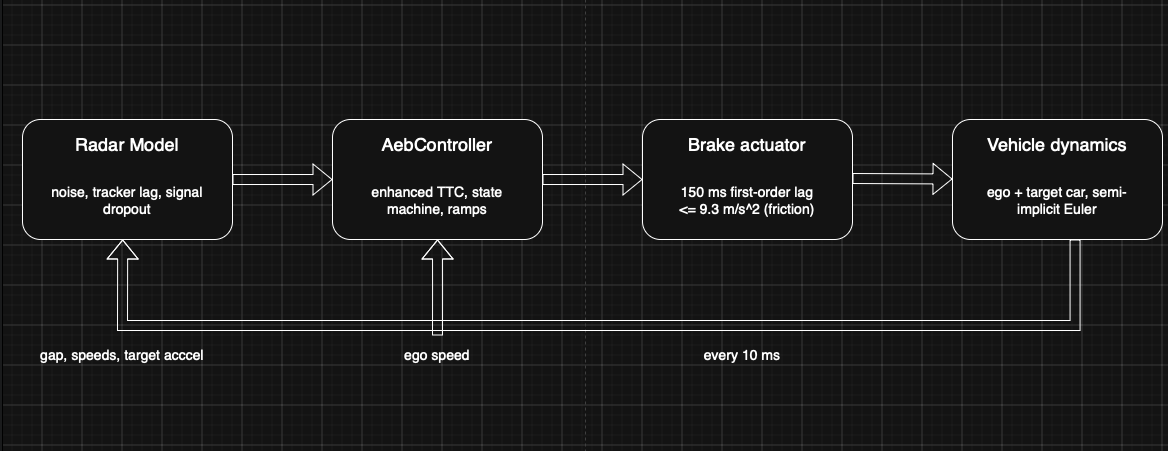 Radar Model
noise, tracker lag, signal
dropout
AebController
enhanced TTC, state
machine, ramps
Brake actuator
150 ms first-order lag
<= 9.3 m/s^2 (friction)
Vehicle dynamics
ego + target car, semi-
implicit Euler
gap, speeds, target acccel
ego speed
every 10 ms